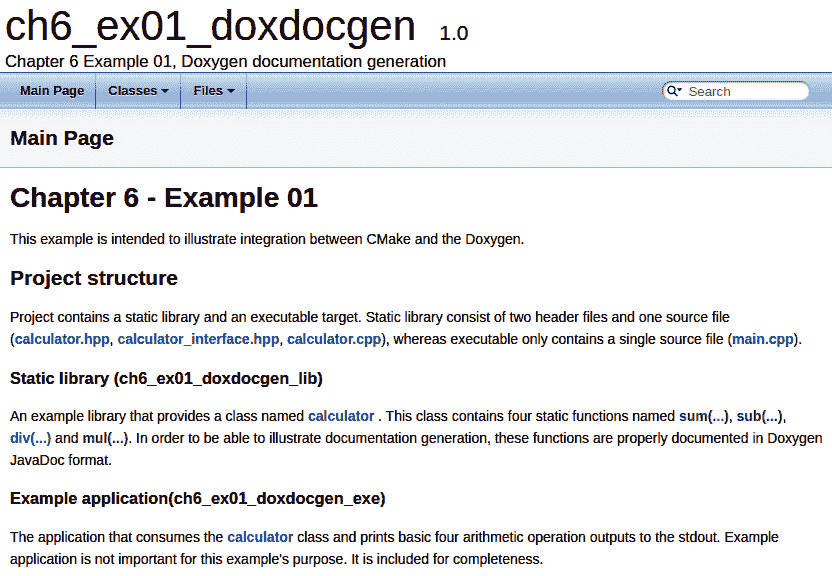 ch6_ex01_doxdocgen 1.0
Chapter 6 Example 01, Doxygen documentation generation
Main Page Classes Files Search
Main Page
Chapter 6 - Example 01
This example is intended to illustrate integration between CMake and the Doxygen.
Project structure
Project contains a static library and an executable target. Static library consist of two header files and one source file
(calculator.hpp, calculator_interface.hpp, calculator.cpp), whereas executable only contains a single source file (main.cpp).
Static library (ch6_ex01_doxdocgen_lib)
An example library that provides a class named calculator . This class contains four static functions named sum(...), sub(...),
div(...) and mul(...). In order to be able to illustrate documentation generation, these functions are properly documented in Doxygen
JavaDoc format.
Example application(ch6_ex01_doxdocgen_exe)
The application that consumes the calculator class and prints basic four arithmetic operation outputs to the stdout. Example
application is not important for this example's purpose. It is included for completeness.